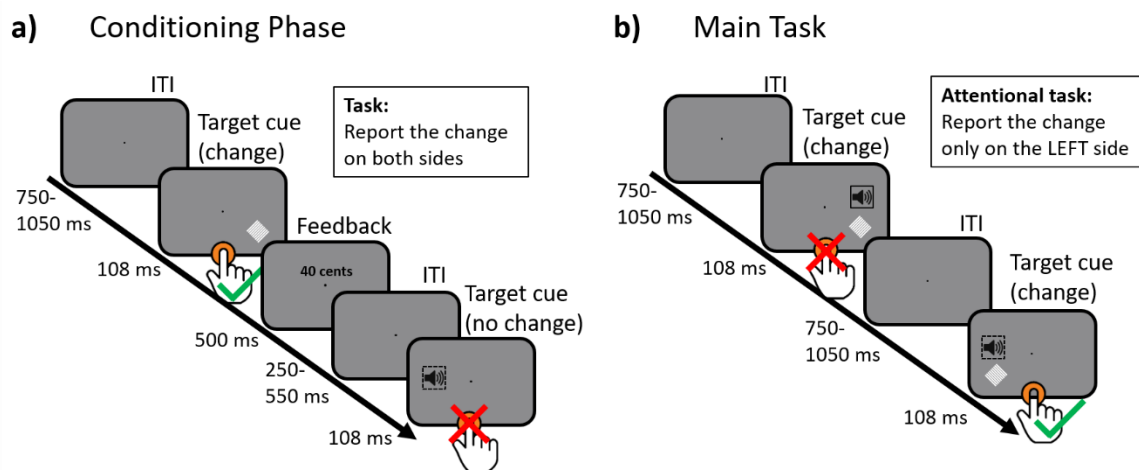 a) Conditioning Phase
ITI
Target cue
(change)
Task:
Report the change
on both sides
750-
1050 ms
Feedback
108 ms
40 cents
ITI
Target cue
(no change)
500 ms
250-
550 ms
108 ms
b) Main Task
ITI
Target cue
(change)
Attentional task:
Report the change
only on the LEFT side
750-
1050 ms
ITI
108 ms
Target cue
(change)
750-
1050 ms
108 ms